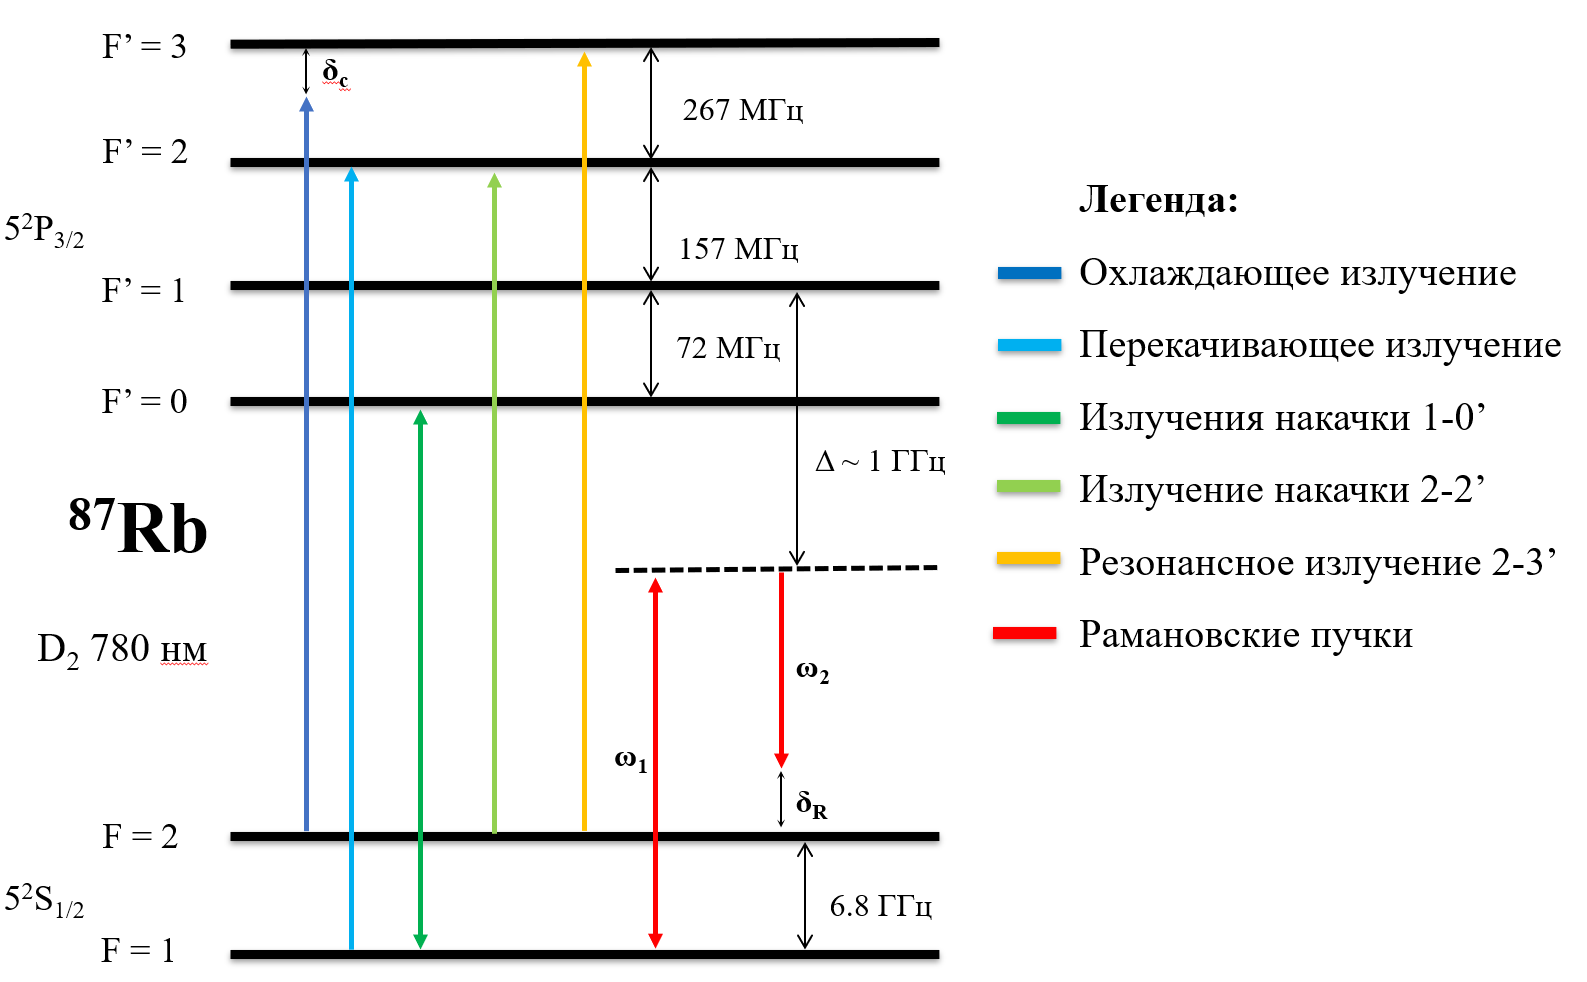 F’ = 3
δc
267 МГц
F’ = 2
5²P3/2
157 МГц
F’ = 1
72 МГц
F’ = 0
Δ ~ 1 ГГц
⁸⁷Rb
D₂ 780 нм
ω₂
ω₁
δR
F = 2
5²S1/2
6.8 ГГц
F = 1
Легенда:
Охлаждающее излучение
Перекачивающее излучение
Излучения накачки 1-0’
Излучение накачки 2-2’
Резонансное излучение 2-3’
Рамановские пучки